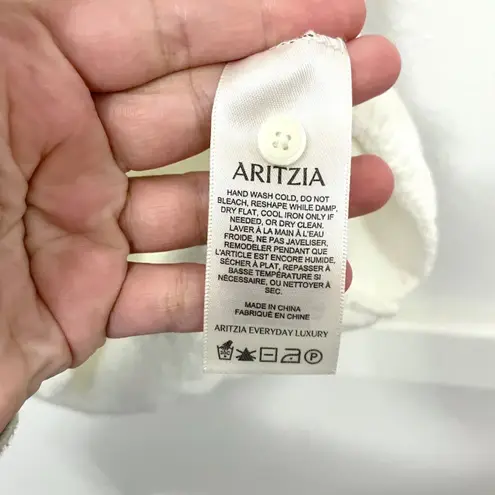 ARITZIA
HAND WASH COLD, DO NOT
BLEACH, RESHAPE WHILE DAMP,
DRY FLAT, COOL IRON ONLY IF
NEEDED, OR DRY CLEAN.
LAVER À LA MAIN À L'EAU
FROIDE, NE PAS JAVELISER,
REMODELER PENDANT QUE
L'ARTICLE EST ENCORE HUMIDE,
SÉCHER À PLAT, REPASSER À
BASSE TEMPÉRATURE SI
NÉCESSAIRE, OU NETTOYER À
SEC.
MADE IN CHINA
FABRIQUÉ EN CHINE
ARITZIA EVERYDAY LUXURY
P